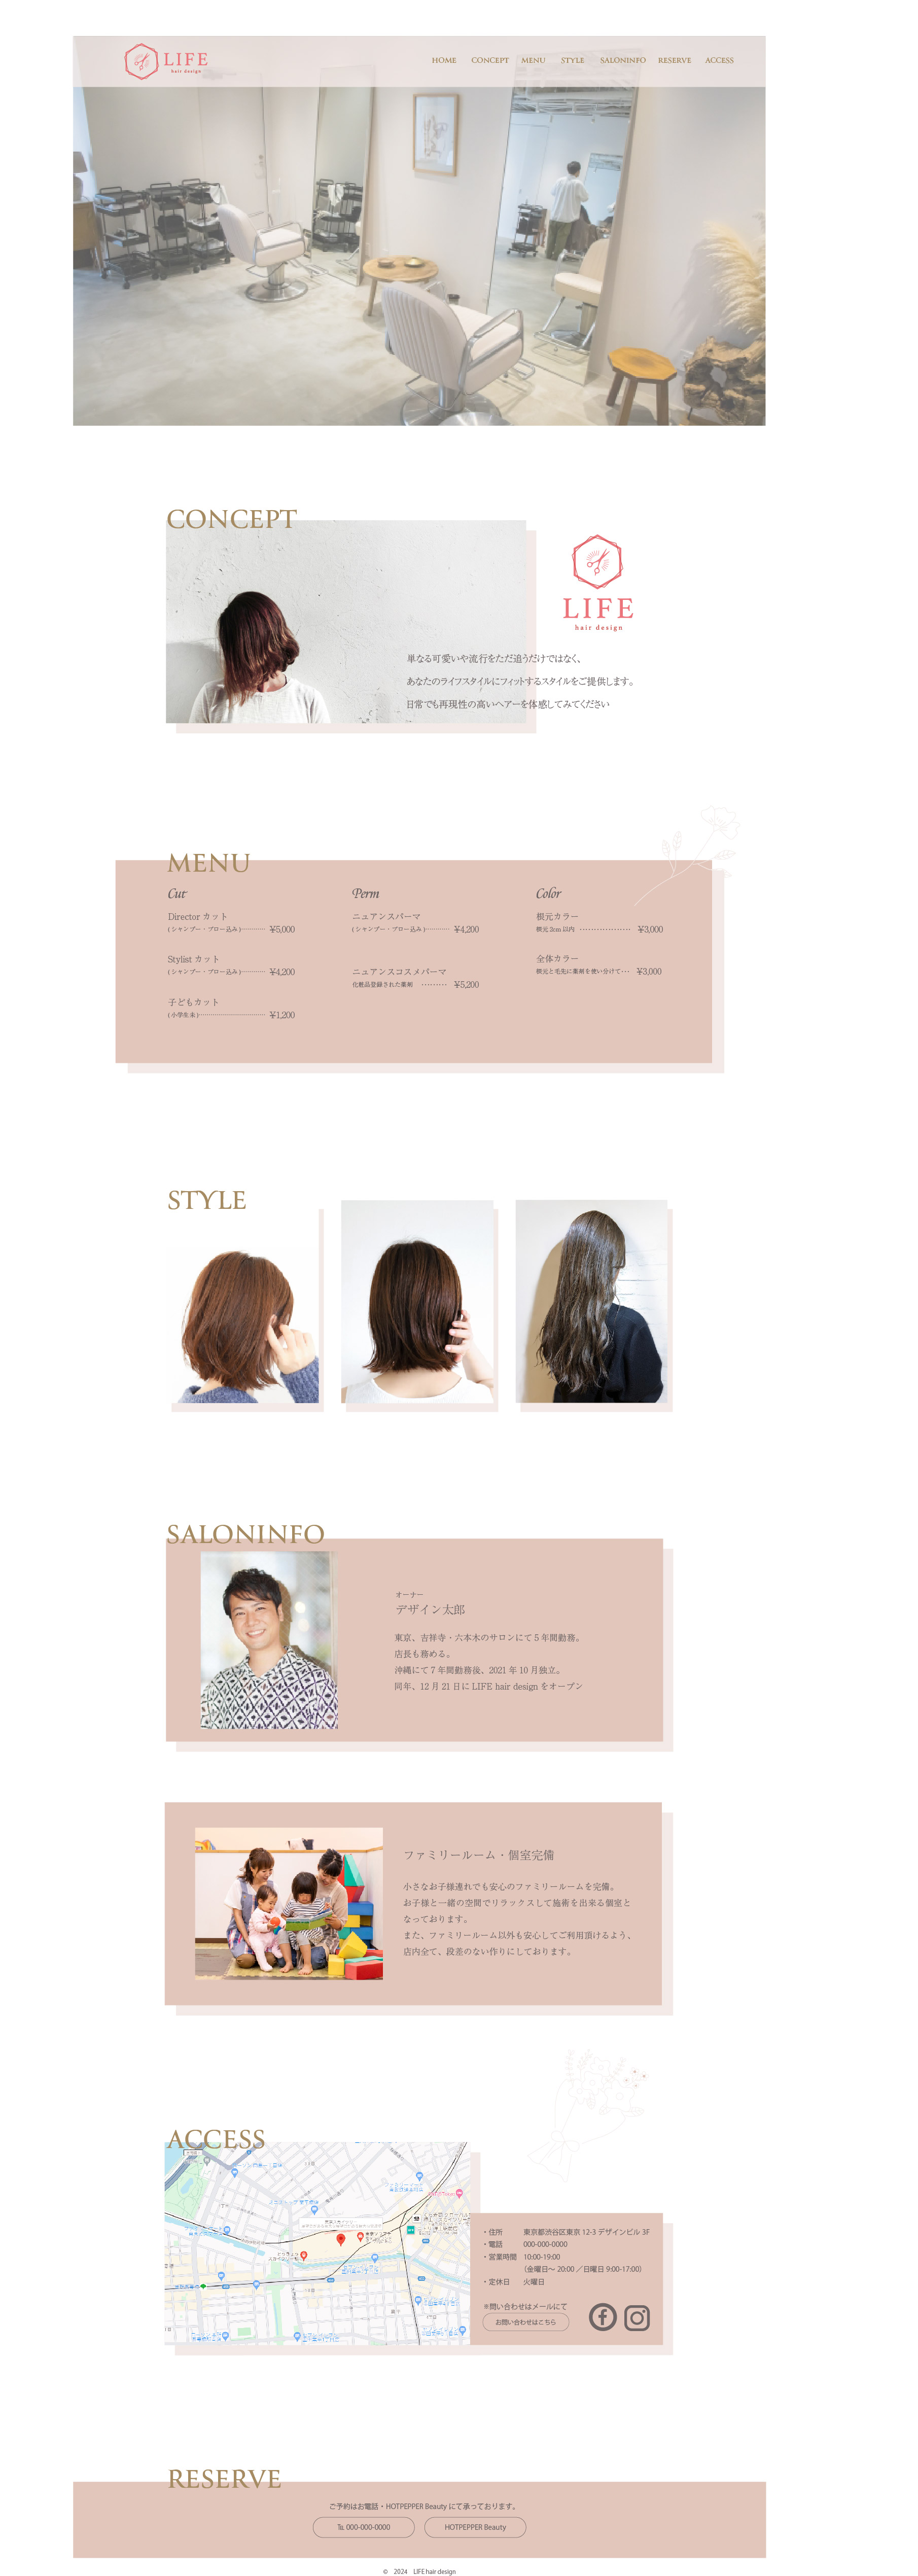 LIFE
hair design
HOME CONCEPT MENU STYLE SALONINFO RESERVE ACCESS
CONCEPT
LIFE
hair design
単なる可愛いや流行をただ追うだけではなく、
あなたのライフスタイルにフィットするスタイルをご提供します。
日常でも再現性の高いヘアーを体感してみてください
MENU
Cut
Director カット
(シャンプー・ブロー込み)············ ¥5,000
Stylist カット
(シャンプー・ブロー込み)············ ¥4,200
子どもカット
(小学生未)································· ¥1,200
Perm
ニュアンスパーマ
(シャンプー・ブロー込み)············ ¥4,200
ニュアンスコスメパーマ
化粧品登録された薬剤 ········· ¥5,200
Color
根元カラー
根元 2cm 以内 ·················· ¥3,000
全体カラー
根元と毛先に薬剤を使い分けて··· ¥3,000
STYLE
SALONINFO
オーナー
デザイン太郎
東京、吉祥寺・六本木のサロンにて５年間勤務。
店長も務める。
沖縄にて７年間勤務後、2021 年 10 月独立。
同年、12 月 21 日に LIFE hair design をオープン
ファミリールーム・個室完備
小さなお子様連れでも安心のファミリールームを完備。
お子様と一緒の空間でリラックスして施術を出来る個室と
なっております。
また、ファミリールーム以外も安心してご利用頂けるよう、
店内全て、段差のない作りにしております。
ACCESS
・住所 東京都渋谷区東京 12-3 デザインビル 3F
・電話 000-000-0000
・営業時間 10:00-19:00
（金曜日〜 20:00 ／日曜日 9:00-17:00）
・定休日 火曜日
※問い合わせはメールにて
お問い合わせはこちら
RESERVE
ご予約はお電話・HOTPEPPER Beauty にて承っております。
℡ 000-000-0000
HOTPEPPER Beauty
© 2024 LIFE hair design